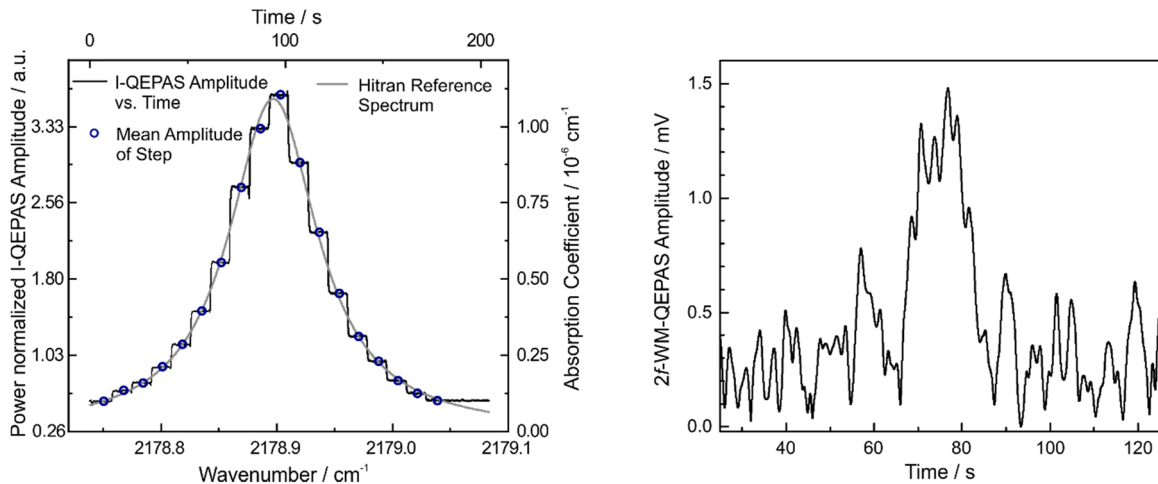 Time / s
0 100 200
I-QEPAS Amplitude
vs. Time
Mean Amplitude
of Step
Hitran Reference
Spectrum
Power normalized I-QEPAS Amplitude / a.u.
3.33
2.56
1.80
1.03
0.26
1.00
0.75
0.50
0.25
0.00
Absorption Coefficient / 10⁻⁶ cm⁻¹
2178.8 2178.9 2179.0 2179.1
Wavenumber / cm⁻¹
2f-WM-QEPAS Amplitude / mV
1.5
1.0
0.5
0.0
40 60 80 100 120
Time / s